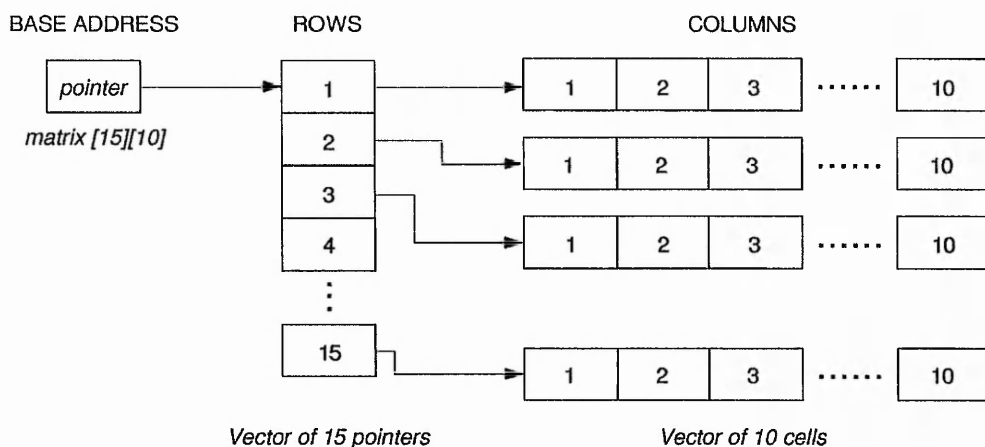 BASE ADDRESS ROWS COLUMNS
pointer 1 1 2 3 ...... 10
matrix [15][10]
2 1 2 3 ...... 10
3 1 2 3 ...... 10
4
15 1 2 3 ...... 10
Vector of 15 pointers Vector of 10 cells